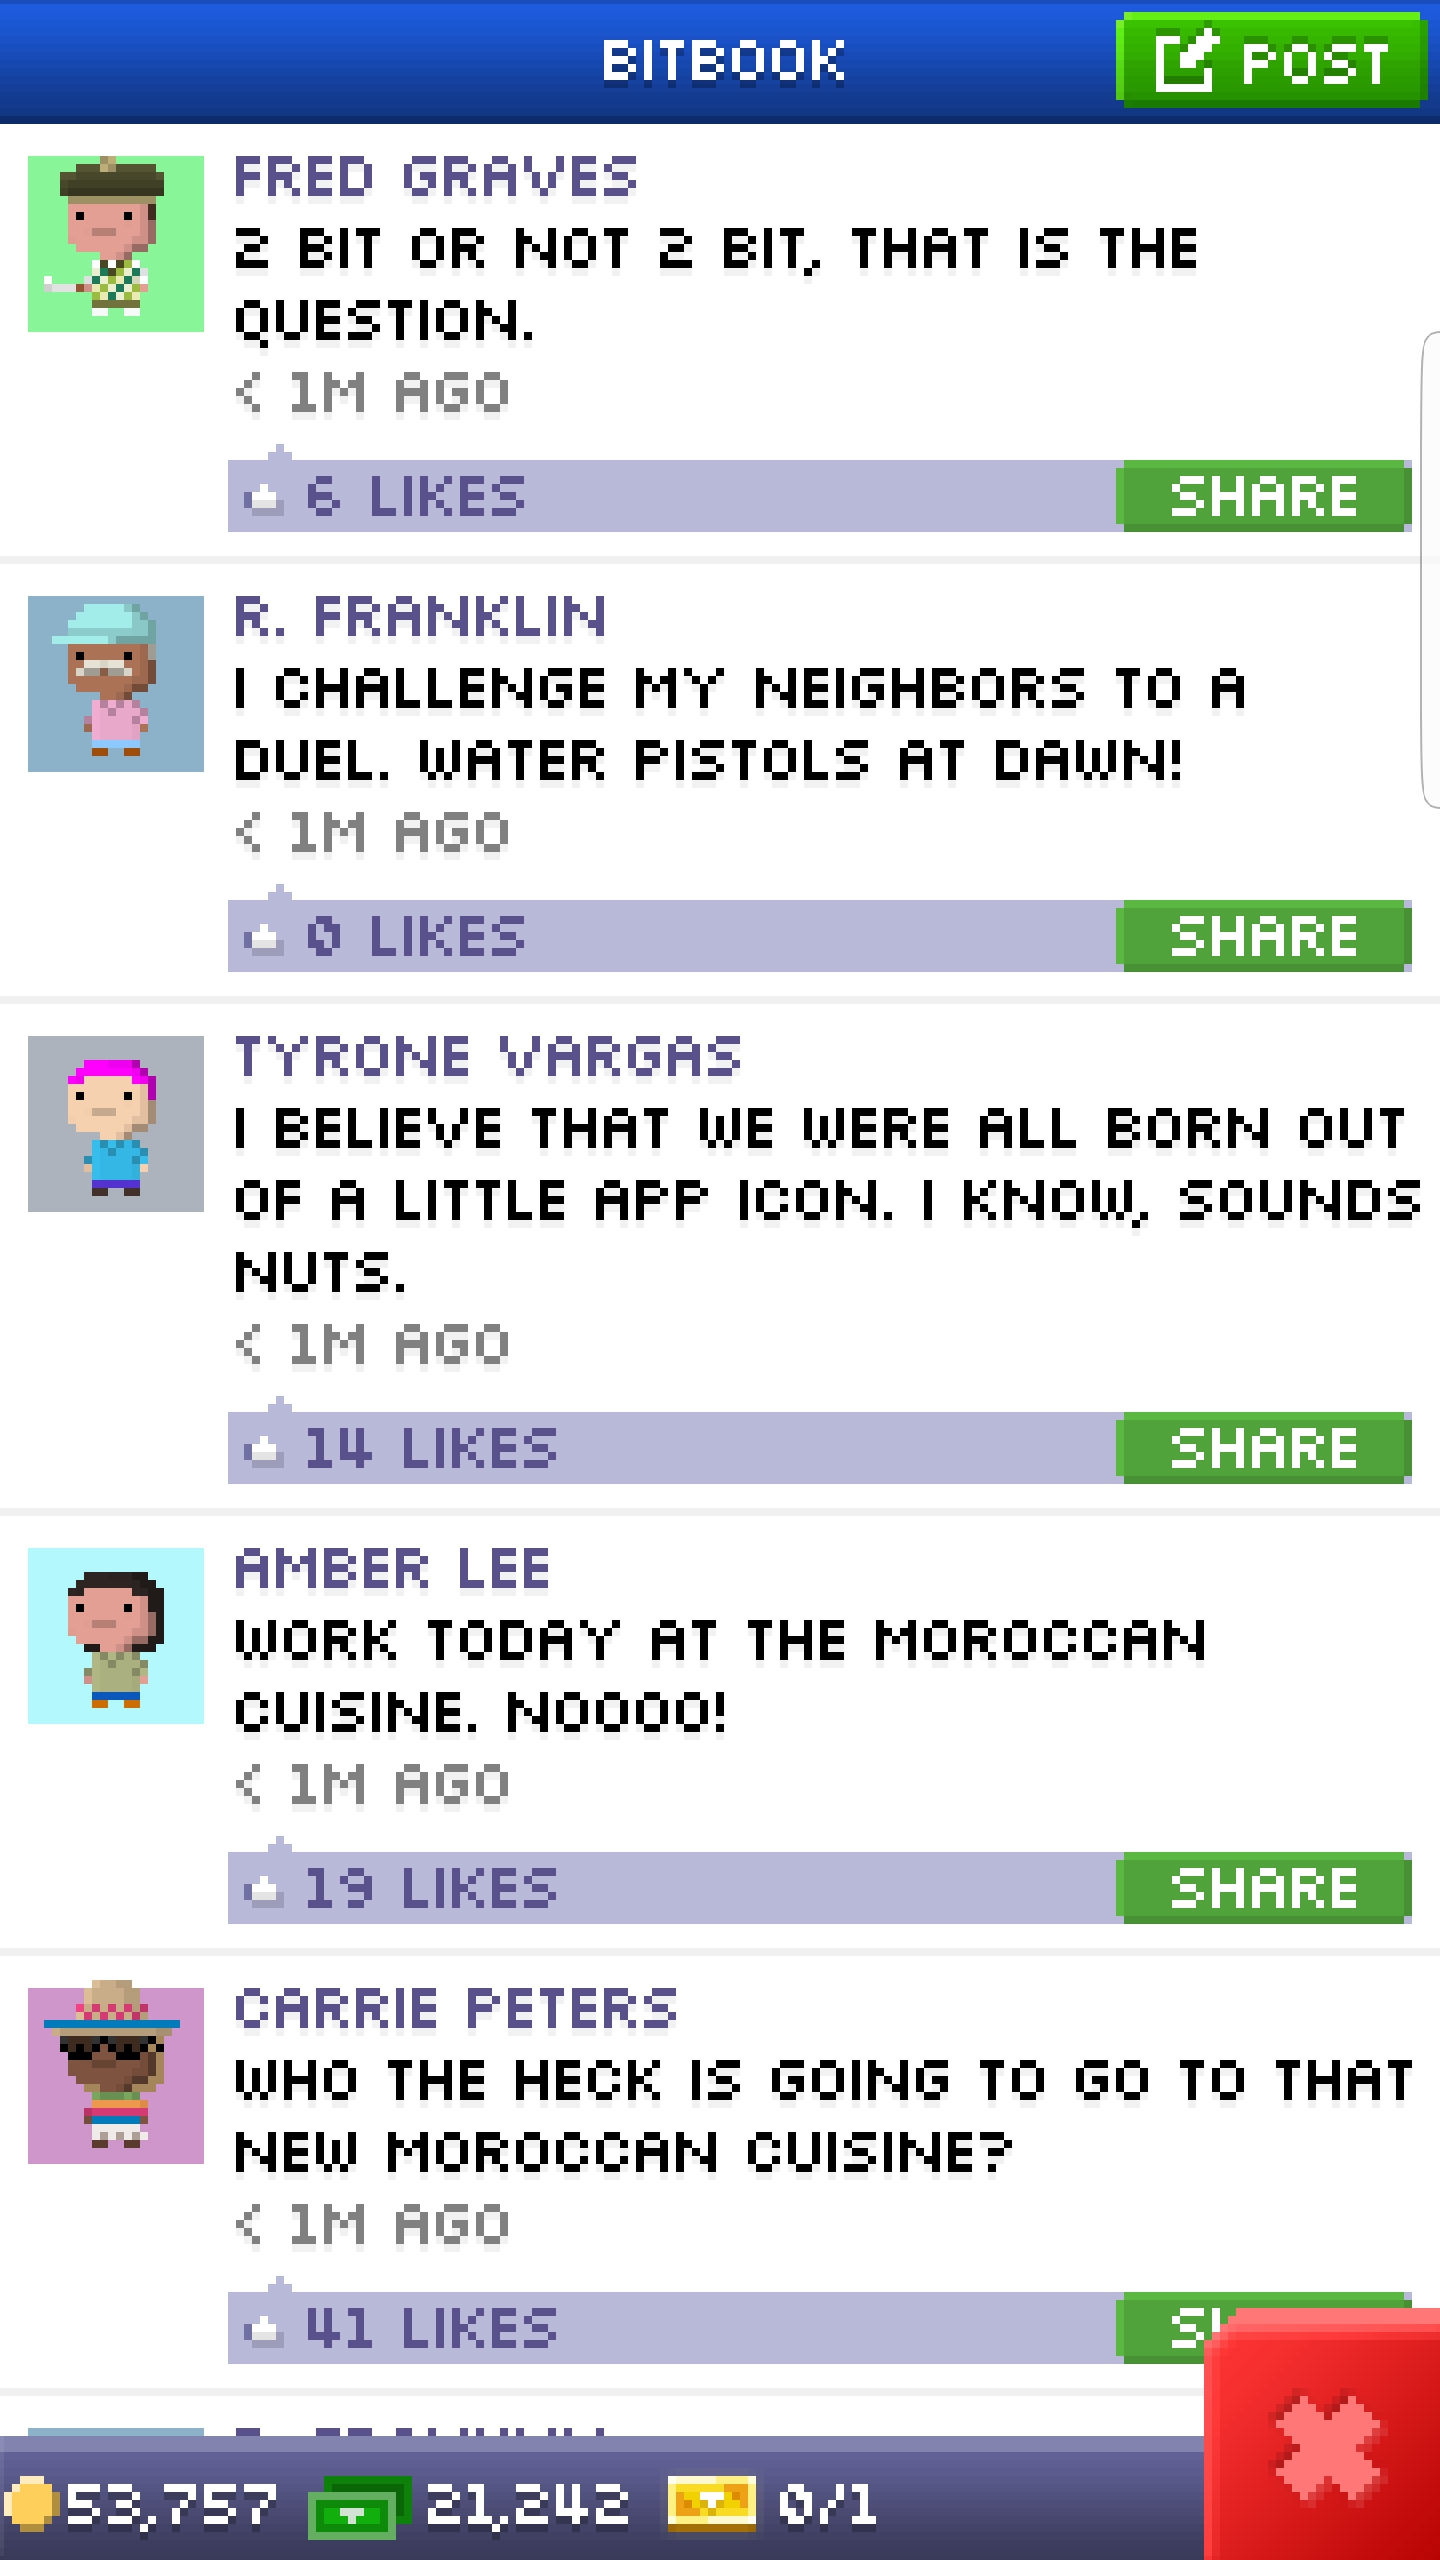 BITBOOK
POST
FRED GRAVES
2 BIT OR NOT 2 BIT, THAT IS THE
QUESTION.
< 1M AGO
6 LIKES
SHARE
R. FRANKLIN
I CHALLENGE MY NEIGHBORS TO A
DUEL. WATER PISTOLS AT DAWN!
< 1M AGO
0 LIKES
SHARE
TYRONE VARGAS
I BELIEVE THAT WE WERE ALL BORN OUT
OF A LITTLE APP ICON. I KNOW, SOUNDS
NUTS.
< 1M AGO
14 LIKES
SHARE
AMBER LEE
WORK TODAY AT THE MOROCCAN
CUISINE. NOOOO!
< 1M AGO
19 LIKES
SHARE
CARRIE PETERS
WHO THE HECK IS GOING TO GO TO THAT
NEW MOROCCAN CUISINE?
< 1M AGO
41 LIKES
53,757 21,242 0/1